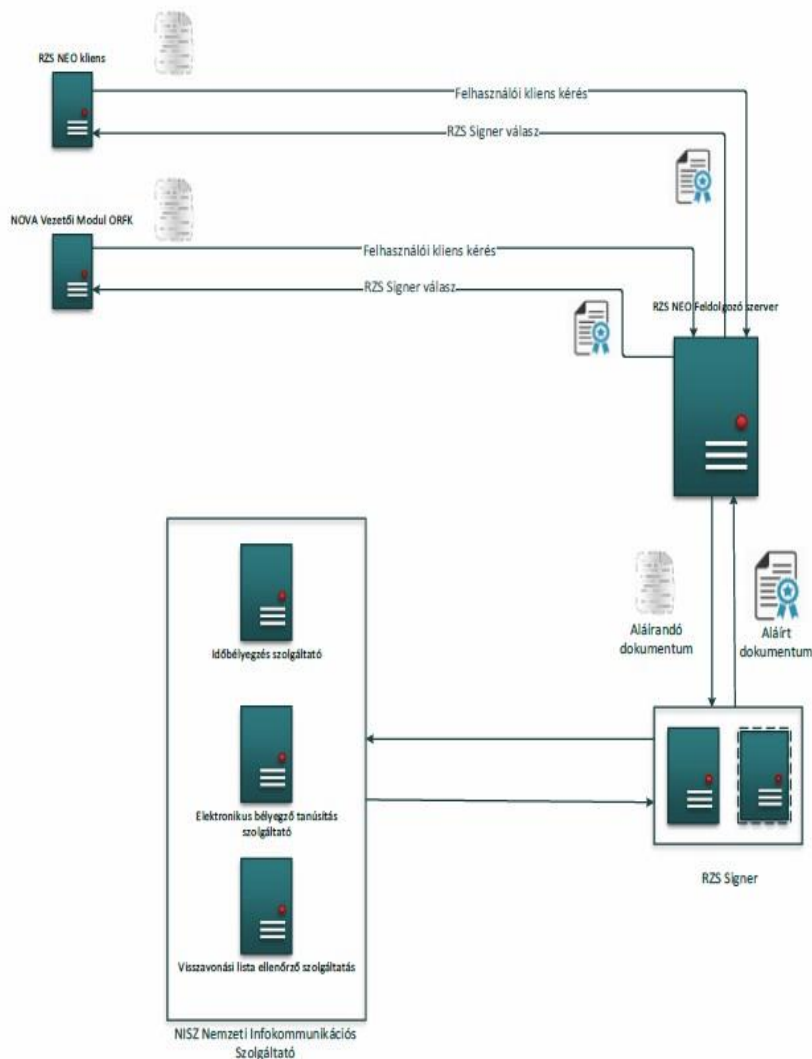 RZS NEO kliens
Felhasználói kliens kérés
RZS Signer válasz
NOVA Vezetői Modul ORFK
Felhasználói kliens kérés
RZS Signer válasz
RZS NEO Feldolgozó szerver
Időbélyegzés szolgáltató
Aláírandó
dokumentum
Aláírt
dokumentum
Elektronikus bélyegző tanúsítás
szolgáltató
RZS Signer
Visszavonási lista ellenőrző szolgáltatás
NISZ Nemzeti Infokommunikációs
Szolgáltató